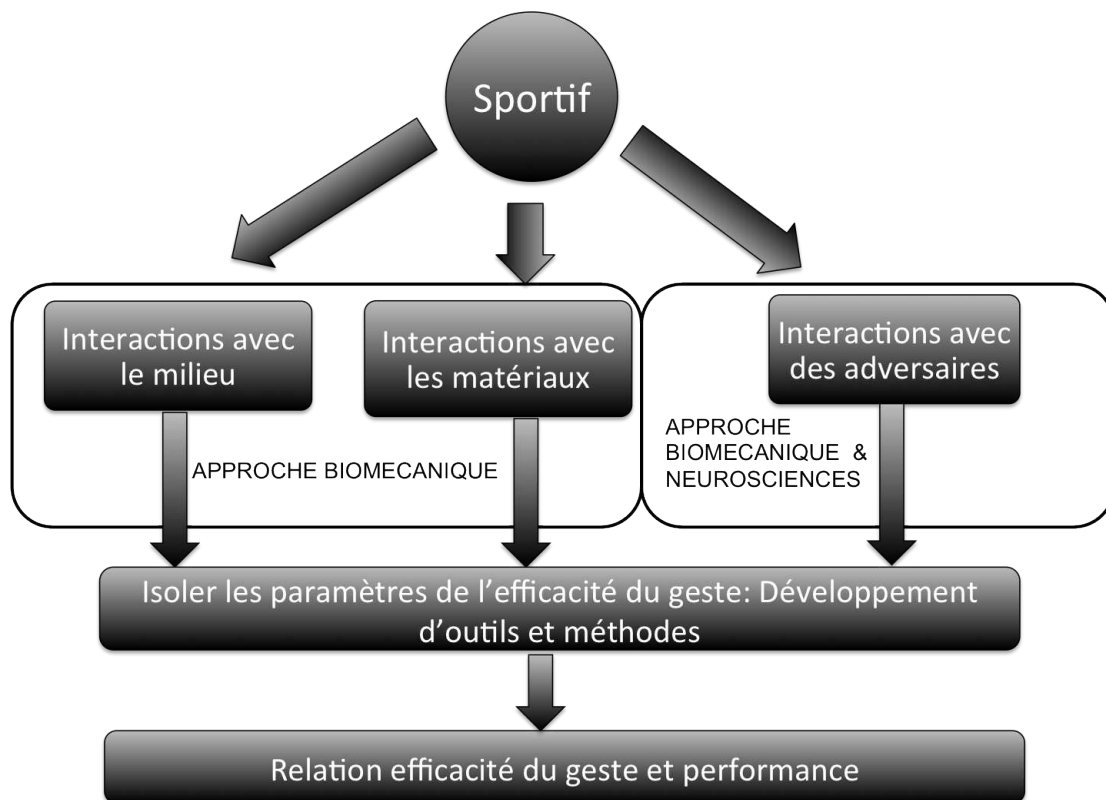 Sportif
Interactions avec
le milieu
Interactions avec
les matériaux
Interactions avec
des adversaires
APPROCHE BIOMECANIQUE
APPROCHE
BIOMECANIQUE &
NEUROSCIENCES
Isoler les paramètres de l'efficacité du geste: Développement
d'outils et méthodes
Relation efficacité du geste et performance